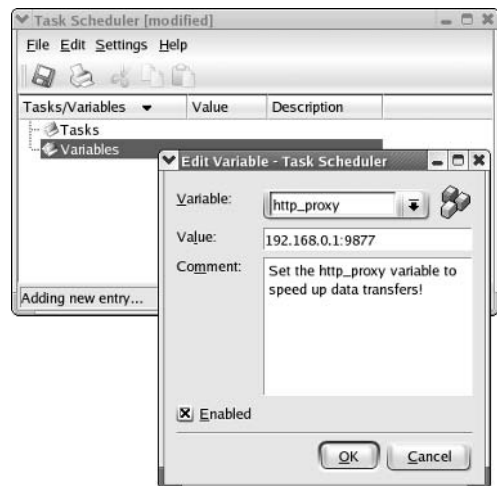 Task Scheduler [modified]
File Edit Settings Help
Tasks/Variables Value Description
Tasks
Variables
Adding new entry...
Edit Variable - Task Scheduler
Variable: http_proxy
Value: 192.168.0.1:9877
Comment: Set the http_proxy variable to
speed up data transfers!
Enabled
OK Cancel